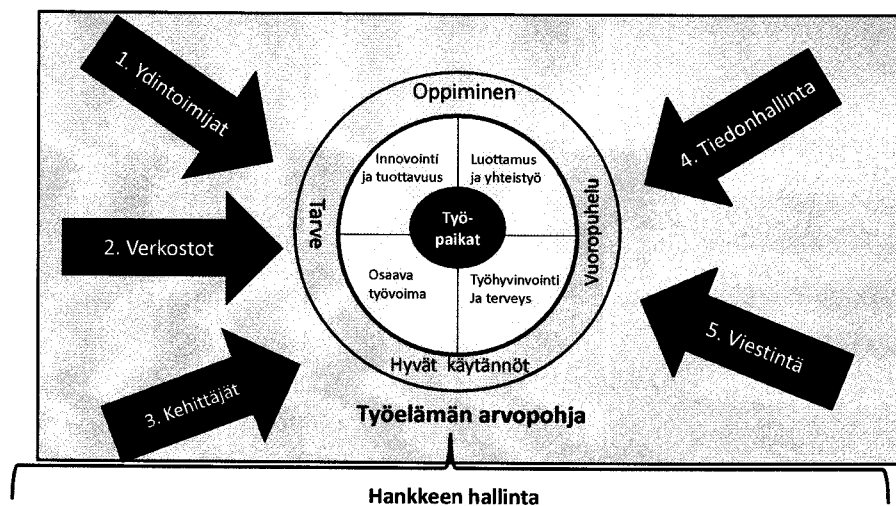 1. Ydintoimijat
2. Verkostot
3. Kehittäjät
Oppiminen
Tarve
Innovointi
ja tuottavuus
Luottamus
ja yhteistyö
Työ-
paikat
Osaava
työvoima
Työhyvinvointi
Ja terveys
Vuoropuhelu
Hyvät käytännöt
4. Tiedonhallinta
5. Viestintä
Työelämän arvopohja
Hankkeen hallinta